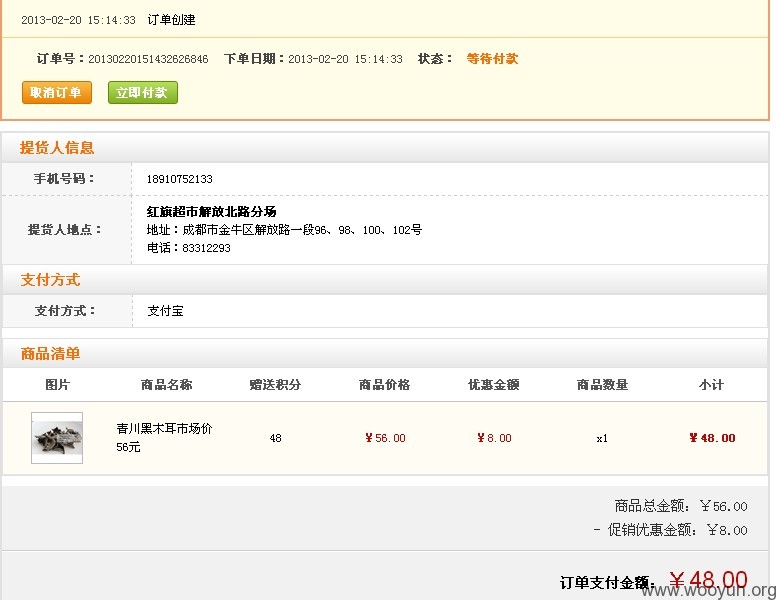 2013-02-20 15:14:33 订单创建
订单号：20130220151432626846 下单日期：2013-02-20 15:14:33 状态： 等待付款
取消订单 立即付款
提货人信息
手机号码： 18910752133
红旗超市解放北路分场
提货人地点： 地址：成都市金牛区解放路一段96、98、100、102号
电话：83312293
支付方式
支付方式： 支付宝
商品清单
图片 商品名称 赠送积分 商品价格 优惠金额 商品数量 小计
青川黑木耳市场价
56元 48 ￥56.00 ￥8.00 x1 ￥48.00
商品总金额：￥56.00
- 促销优惠金额：￥8.00
订单支付金额：￥48.00
www.wooyun.org